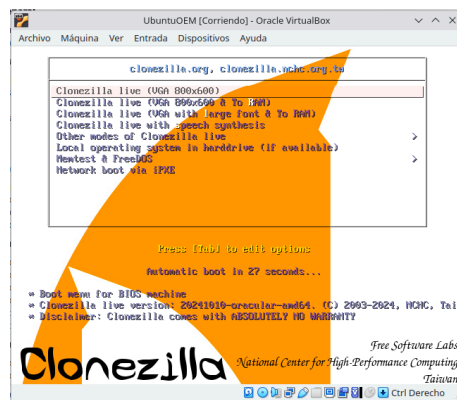 UbuntuOEM [Corriendo] - Oracle VirtualBox
Archivo Máquina Ver Entrada Dispositivos Ayuda
clonezilla.org, clonezilla.nchc.org.tw
Clonezilla live (VGA 800x600)
Clonezilla live (VGA 800x600 & To RAM)
Clonezilla live (VGA with large font & To RAM)
Clonezilla live with speech synthesis
Other modes of Clonezilla live >
Local operating system in harddrive (if available)
Memtest & FreeDOS >
Network boot via iPXE
Press [Tab] to edit options
Automatic boot in 27 seconds...
* Boot menu for BIOS machine
* Clonezilla live version: 20241010-oracular-amd64. (C) 2003-2024, NCHC, Tai
* Disclaimer: Clonezilla comes with ABSOLUTELY NO WARRANTY
Free Software Labs
Clonezilla National Center for High-Performance Computing
Taiwan
Ctrl Derecho